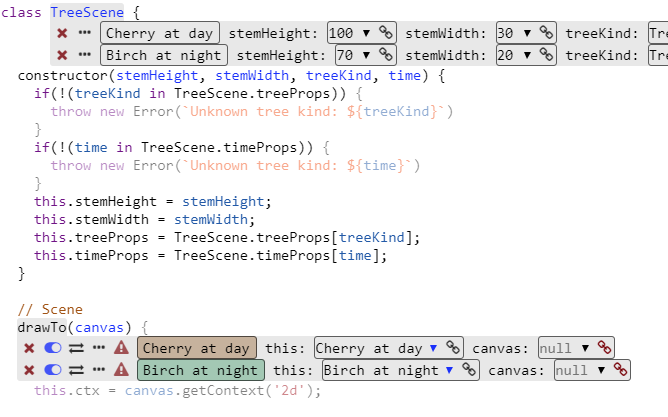 class TreeScene {
Cherry at day stemHeight: 100 stemWidth: 30 treeKind: Tre
Birch at night stemHeight: 70 stemWidth: 20 treeKind: Tre
constructor(stemHeight, stemWidth, treeKind, time) {
if(!(treeKind in TreeScene.treeProps)) {
throw new Error(`Unknown tree kind: ${treeKind}`)
}
if(!(time in TreeScene.timeProps)) {
throw new Error(`Unknown tree kind: ${time}`)
}
this.stemHeight = stemHeight;
this.stemWidth = stemWidth;
this.treeProps = TreeScene.treeProps[treeKind];
this.timeProps = TreeScene.timeProps[time];
}
// Scene
drawTo(canvas) {
Cherry at day this: Cherry at day canvas: null
Birch at night this: Birch at night canvas: null
this.ctx = canvas.getContext('2d');